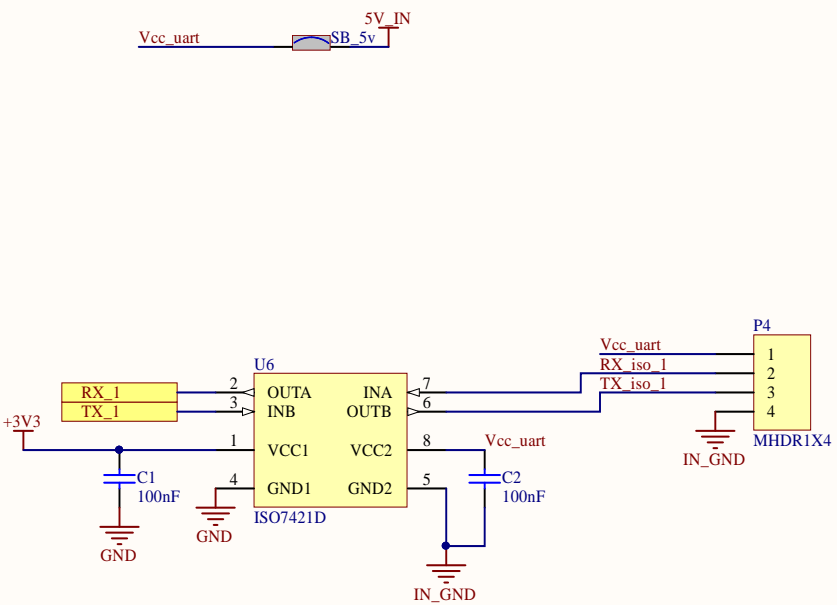 5V_IN
Vcc_uart
SB_5v
P4
Vcc_uart
1
RX_iso_1
2
TX_iso_1
3
4
MHDR1X4
IN_GND
U6
RX_1
2
OUTA
INA
7
TX_1
3
INB
OUTB
6
+3V3
1
VCC1
VCC2
8
Vcc_uart
C1
100nF
4
GND1
GND2
5
C2
100nF
ISO7421D
GND
GND
IN_GND